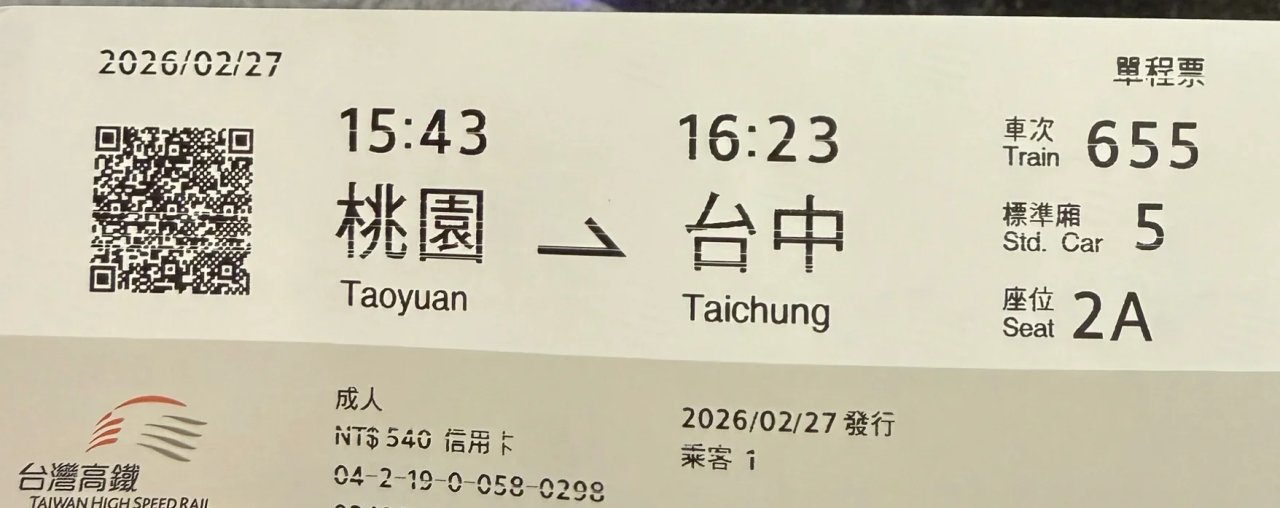 2026/02/27
單程票
15:43
16:23
車次
Train 655
桃園
台中
標準廂
Std. Car 5
Taoyuan
Taichung
座位
Seat 2A
成人
NT$ 540 信用卡
04-2-19-0-058-0298
2026/02/27 發行
乘客 1
台灣高鐵
TAIWAN HIGH SPEED RAIL